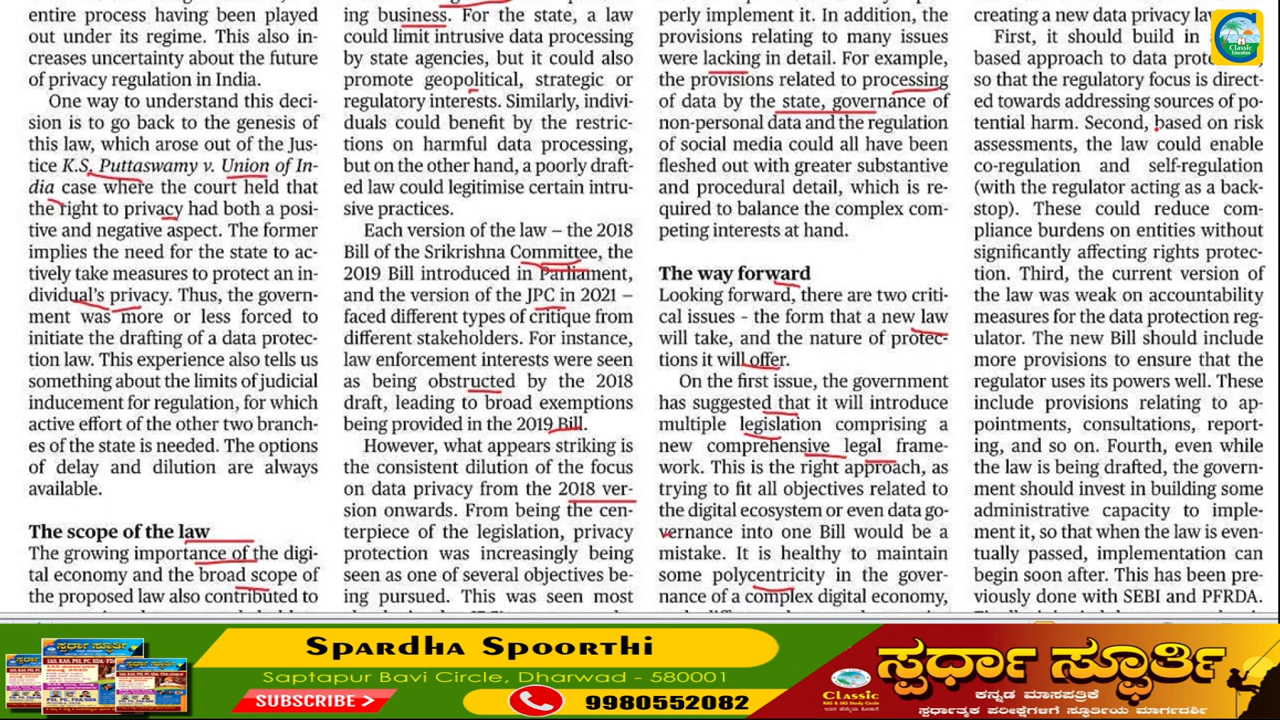 entire process having been played
out under its regime. This also in-
creases uncertainty about the future
of privacy regulation in India.
One way to understand this deci-
sion is to go back to the genesis of
this law, which arose out of the Jus-
tice K.S. Puttaswamy v. Union of In-
dia case where the court held that
the right to privacy had both a posi-
tive and negative aspect. The former
implies the need for the state to ac-
tively take measures to protect an in-
dividual's privacy. Thus, the govern-
ment was more or less forced to
initiate the drafting of a data protec-
tion law. This experience also tells us
something about the limits of judicial
inducement for regulation, for which
active effort of the other two branch-
es of the state is needed. The options
of delay and dilution are always
available.
The scope of the law
The growing importance of the digi-
tal economy and the broad scope of
the proposed law also contributed to
ing business. For the state, a law
could limit intrusive data processing
by state agencies, but it could also
promote geopolitical, strategic or
regulatory interests. Similarly, indivi-
duals could benefit by the restric-
tions on harmful data processing,
but on the other hand, a poorly draft-
ed law could legitimise certain intru-
sive practices.
Each version of the law – the 2018
Bill of the Srikrishna Committee, the
2019 Bill introduced in Parliament,
and the version of the JPC in 2021 –
faced different types of critique from
different stakeholders. For instance,
law enforcement interests were seen
as being obstructed by the 2018
draft, leading to broad exemptions
being provided in the 2019 Bill.
However, what appears striking is
the consistent dilution of the focus
on data privacy from the 2018 ver-
sion onwards. From being the cen-
terpiece of the legislation, privacy
protection was increasingly being
seen as one of several objectives be-
ing pursued. This was seen most
perly implement it. In addition, the
provisions relating to many issues
were lacking in detail. For example,
the provisions related to processing
of data by the state, governance of
non-personal data and the regulation
of social media could all have been
fleshed out with greater substantive
and procedural detail, which is re-
quired to balance the complex com-
peting interests at hand.
The way forward
Looking forward, there are two criti-
cal issues - the form that a new law
will take, and the nature of protec-
tions it will offer.
On the first issue, the government
has suggested that it will introduce
multiple legislation comprising a
new comprehensive legal frame-
work. This is the right approach, as
trying to fit all objectives related to
the digital ecosystem or even data go-
vernance into one Bill would be a
mistake. It is healthy to maintain
some polycentricity in the gover-
nance of a complex digital economy,
creating a new data privacy
First, it should build in
based approach to data
so that the regulatory focus is direct-
ed towards addressing sources of po-
tential harm. Second, based on risk
assessments, the law could enable
co-regulation and self-regulation
(with the regulator acting as a back-
stop). These could reduce com-
pliance burdens on entities without
significantly affecting rights protec-
tion. Third, the current version of
the law was weak on accountability
measures for the data protection reg-
ulator. The new Bill should include
more provisions to ensure that the
regulator uses its powers well. These
include provisions relating to ap-
pointments, consultations, report-
ing, and so on. Fourth, even while
the law is being drafted, the govern-
ment should invest in building some
administrative capacity to imple-
ment it, so that when the law is even-
tually passed, implementation can
begin soon after. This has been pre-
viously done with SEBI and PFRDA.
Classic
Education
Spardha Spoorthi
Saptapur Bavi Circle, Dharwad - 580001
SUBSCRIBE
9980552082
Classic
ಸ್ಪರ್ಧಾ ಸ್ಫೂರ್ತಿ
ಕನ್ನಡ ಮಾಸಪತ್ರಿಕೆ
ಸ್ಪರ್ಧಾತ್ಮಕ ಪರೀಕ್ಷೆಗಳಿಗೆ ಸ್ಫೂರ್ತಿಯ ಮಾರ್ಗದರ್ಶಿ